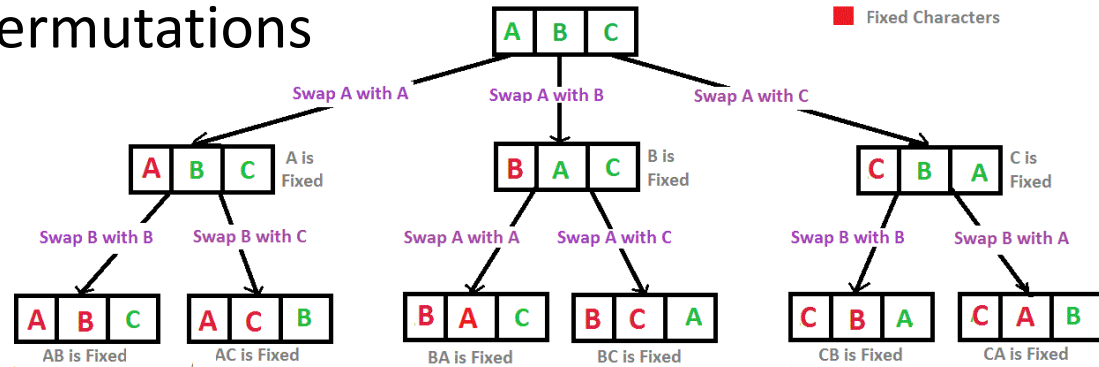 ermutations
A B C
Fixed Characters
Swap A with A
Swap A with B
Swap A with C
A B C
A is
Fixed
B A C
B is
Fixed
C B A
C is
Fixed
Swap B with B
Swap B with C
Swap A with A
Swap A with C
Swap B with B
Swap B with A
A B C
A C B
B A C
B C A
C B A
C A B
AB is Fixed
AC is Fixed
BA is Fixed
BC is Fixed
CB is Fixed
CA is Fixed